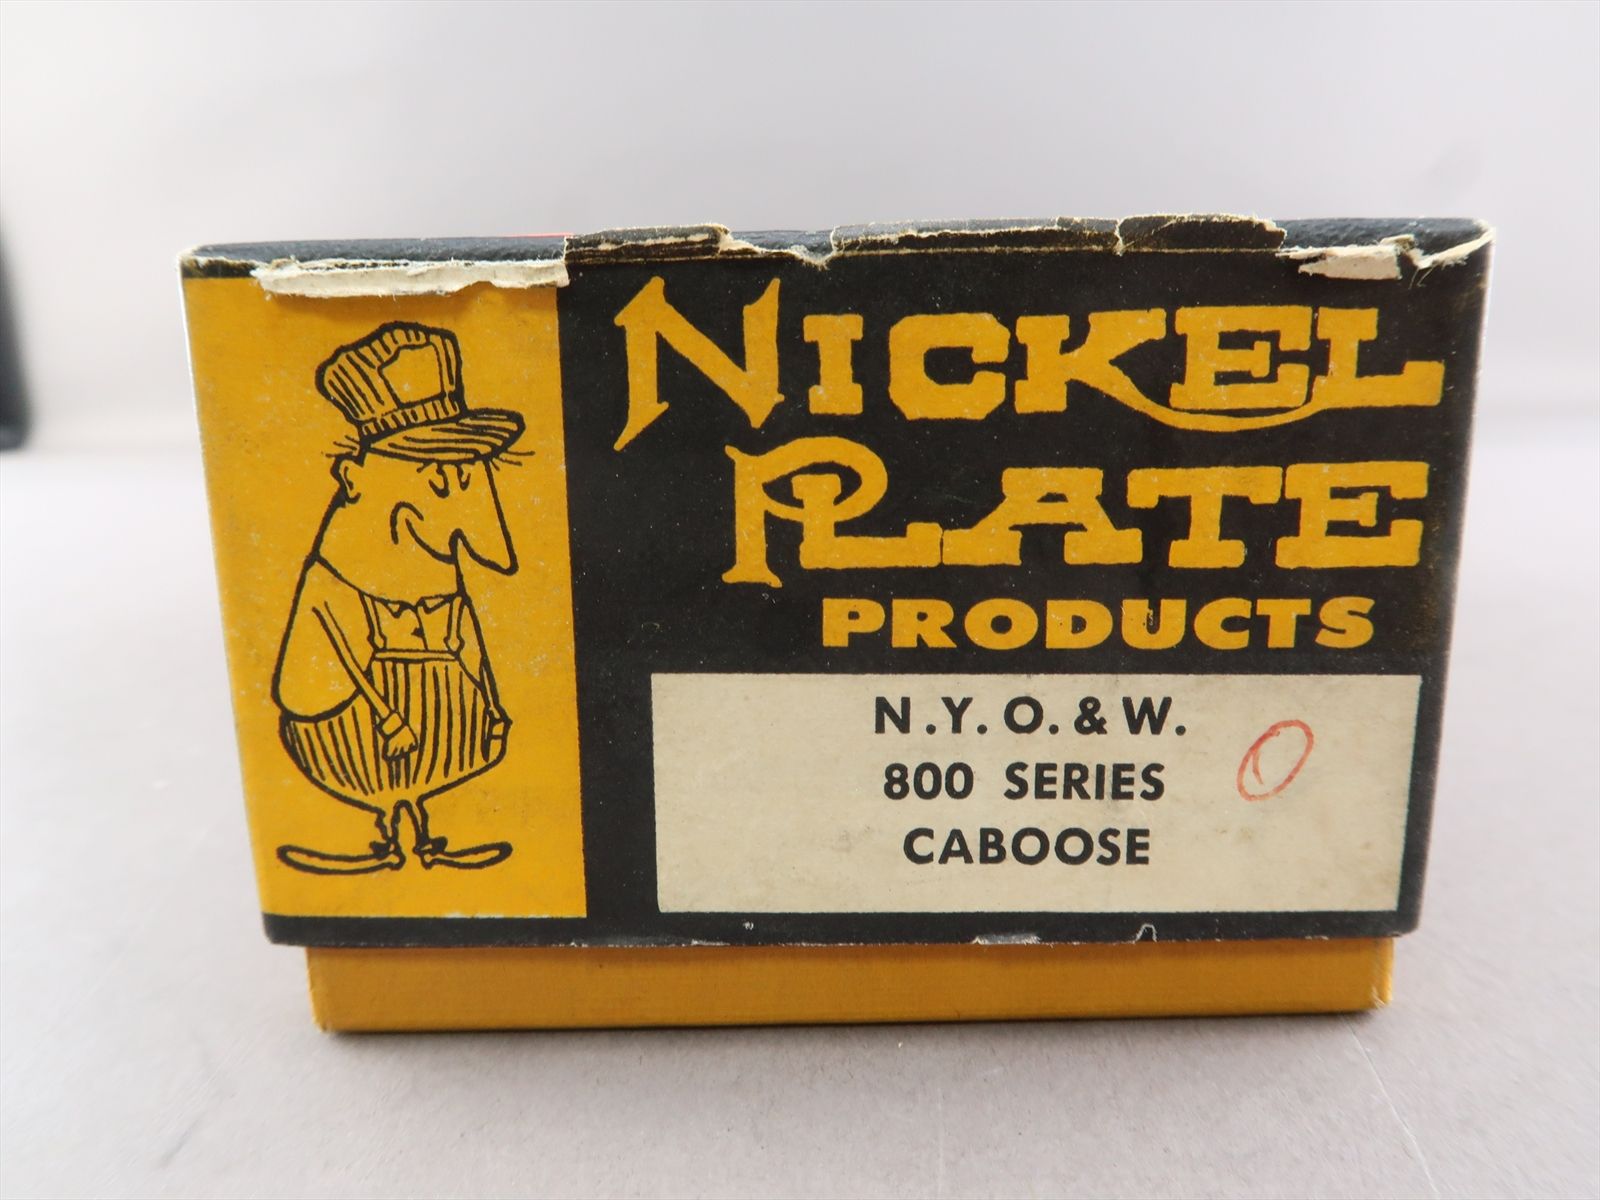 NICKEL
PLATE
PRODUCTS
N.Y.O.&W.
800 SERIES
CABOOSE
O